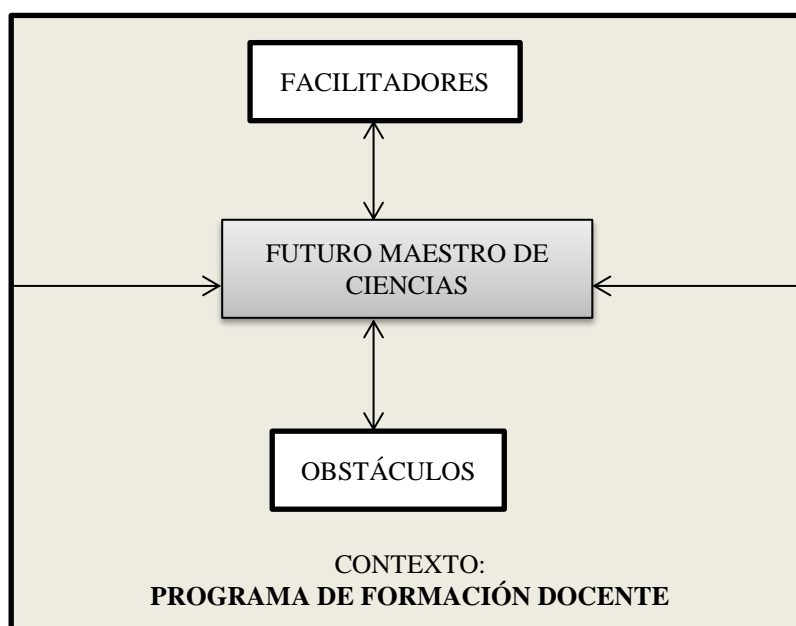 FACILITADORES
FUTURO MAESTRO DE
CIENCIAS
OBSTÁCULOS
CONTEXTO:
PROGRAMA DE FORMACIÓN DOCENTE